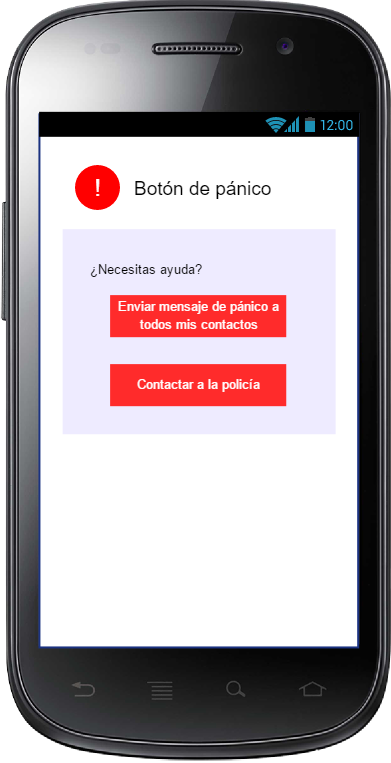 12:00
!
Botón de pánico
¿Necesitas ayuda?
Enviar mensaje de pánico a
todos mis contactos
Contactar a la policía